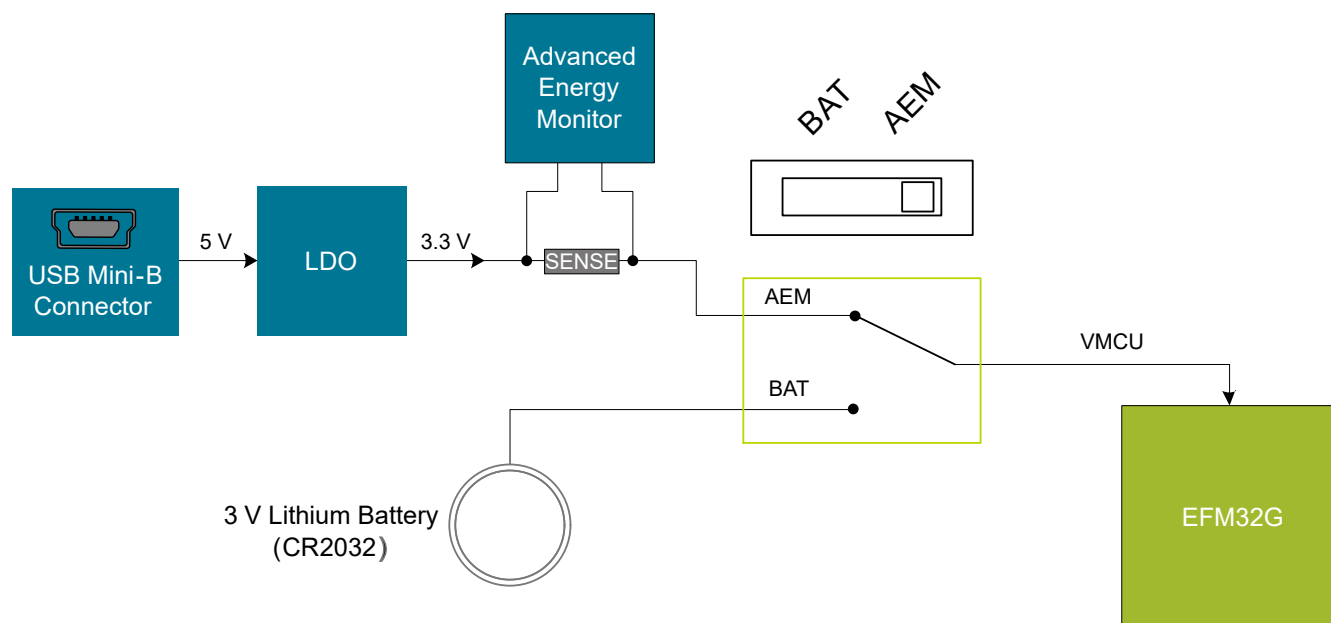 Advanced
Energy
Monitor
BAT
AEM
USB Mini-B
Connector
5 V
LDO
3.3 V
SENSE
AEM
BAT
VMCU
3 V Lithium Battery
(CR2032)
EFM32G